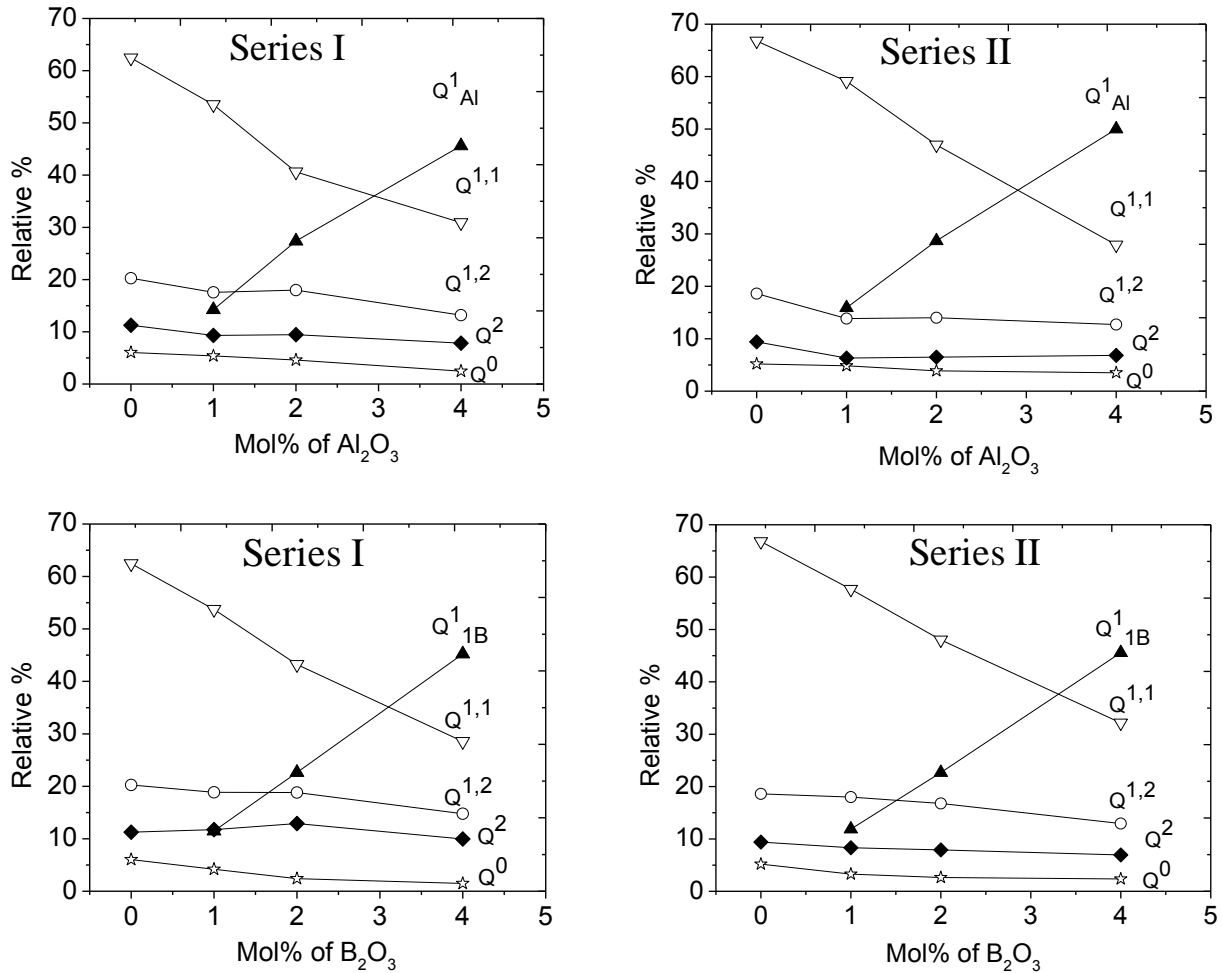 Series I
70
60
50
40
30
20
10
0
Relative %
Q¹Al
Q¹,¹
Q¹,²
Q²
Q⁰
0 1 2 3 4 5
Mol% of Al₂O₃
Series II
70
60
50
40
30
20
10
0
Relative %
Q¹Al
Q¹,¹
Q¹,²
Q²
Q⁰
0 1 2 3 4 5
Mol% of Al₂O₃
Series I
70
60
50
40
30
20
10
0
Relative %
Q¹1B
Q¹,¹
Q¹,²
Q²
Q⁰
0 1 2 3 4 5
Mol% of B₂O₃
Series II
70
60
50
40
30
20
10
0
Relative %
Q¹1B
Q¹,¹
Q¹,²
Q²
Q⁰
0 1 2 3 4 5
Mol% of B₂O₃